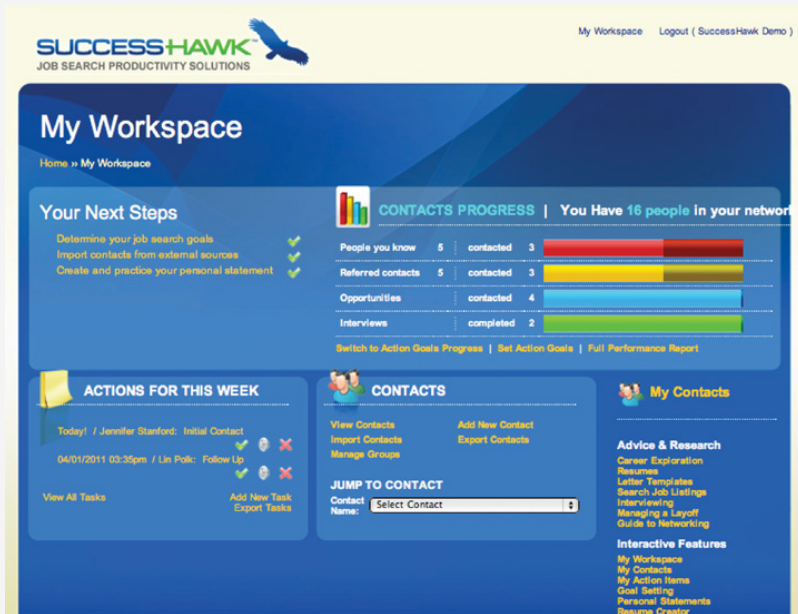 My Workspace Logout ( SuccessHawk Demo )
SUCCESSHAWK™
JOB SEARCH PRODUCTIVITY SOLUTIONS
My Workspace
Home » My Workspace
Your Next Steps
Determine your job search goals
Import contacts from external sources
Create and practice your personal statement
CONTACTS PROGRESS | You Have 16 people in your network
People you know 5 contacted 3
Referred contacts 5 contacted 3
Opportunities contacted 4
Interviews completed 2
Switch to Action Goals Progress | Set Action Goals | Full Performance Report
ACTIONS FOR THIS WEEK
Today! / Jennifer Stanford: Initial Contact
04/01/2011 03:35pm / Lin Polk: Follow Up
View All Tasks
Add New Task
Export Tasks
CONTACTS
View Contacts Add New Contact
Import Contacts Export Contacts
Manage Groups
JUMP TO CONTACT
Contact Name: Select Contact
My Contacts
Advice & Research
Career Exploration
Resumes
Letter Templates
Search Job Listings
Interviewing
Managing a Layoff
Guide to Networking
Interactive Features
My Workspace
My Contacts
My Action Items
Goal Setting
Personal Statements
Resume Creator